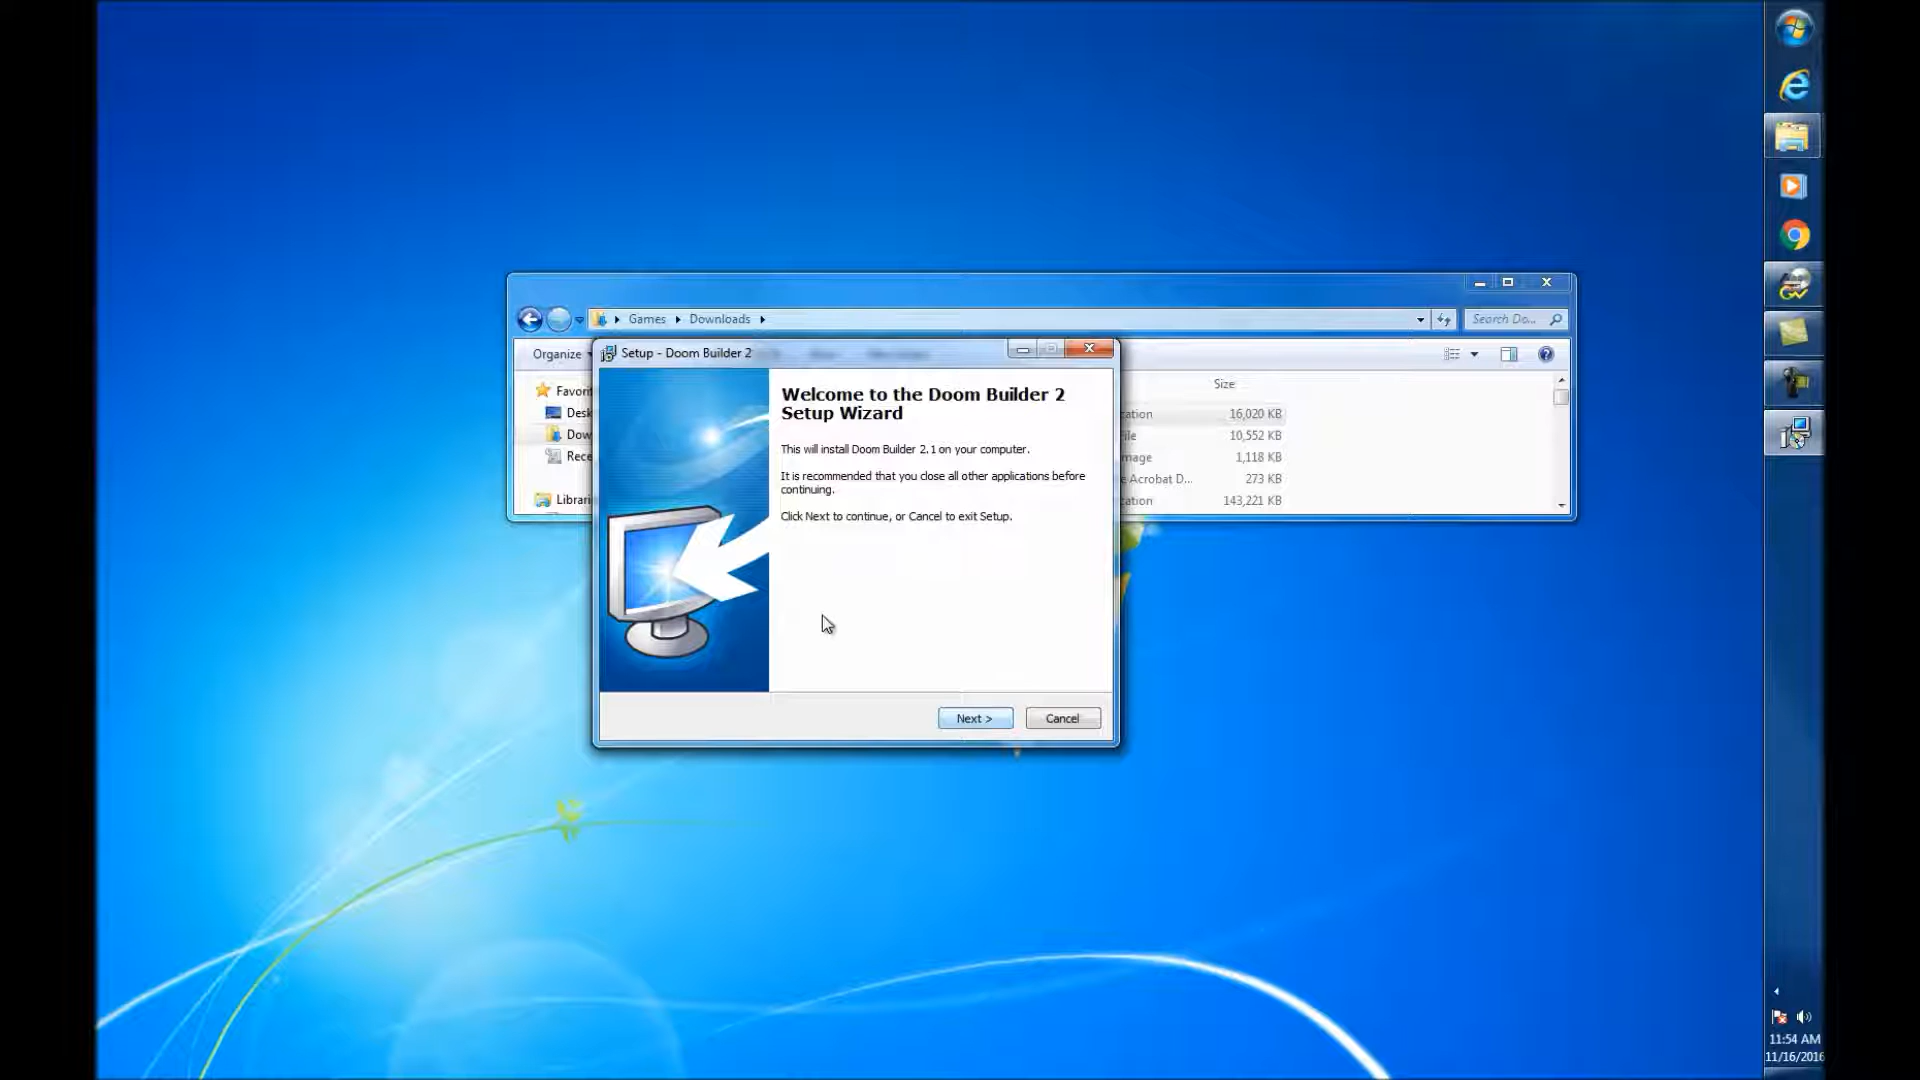 Games
Downloads
Search Do...
Organize
Setup - Doom Builder 2
Size
Favori
Desk
Dow
Rece
Librari
ation
16,020 KB
File
10,552 KB
mage
1,118 KB
e Acrobat D...
273 KB
ation
143,221 KB
Welcome to the Doom Builder 2
Setup Wizard
This will install Doom Builder 2.1 on your computer.
It is recommended that you close all other applications before
continuing.
Click Next to continue, or Cancel to exit Setup.
Next >
Cancel
11:54 AM
11/16/2016